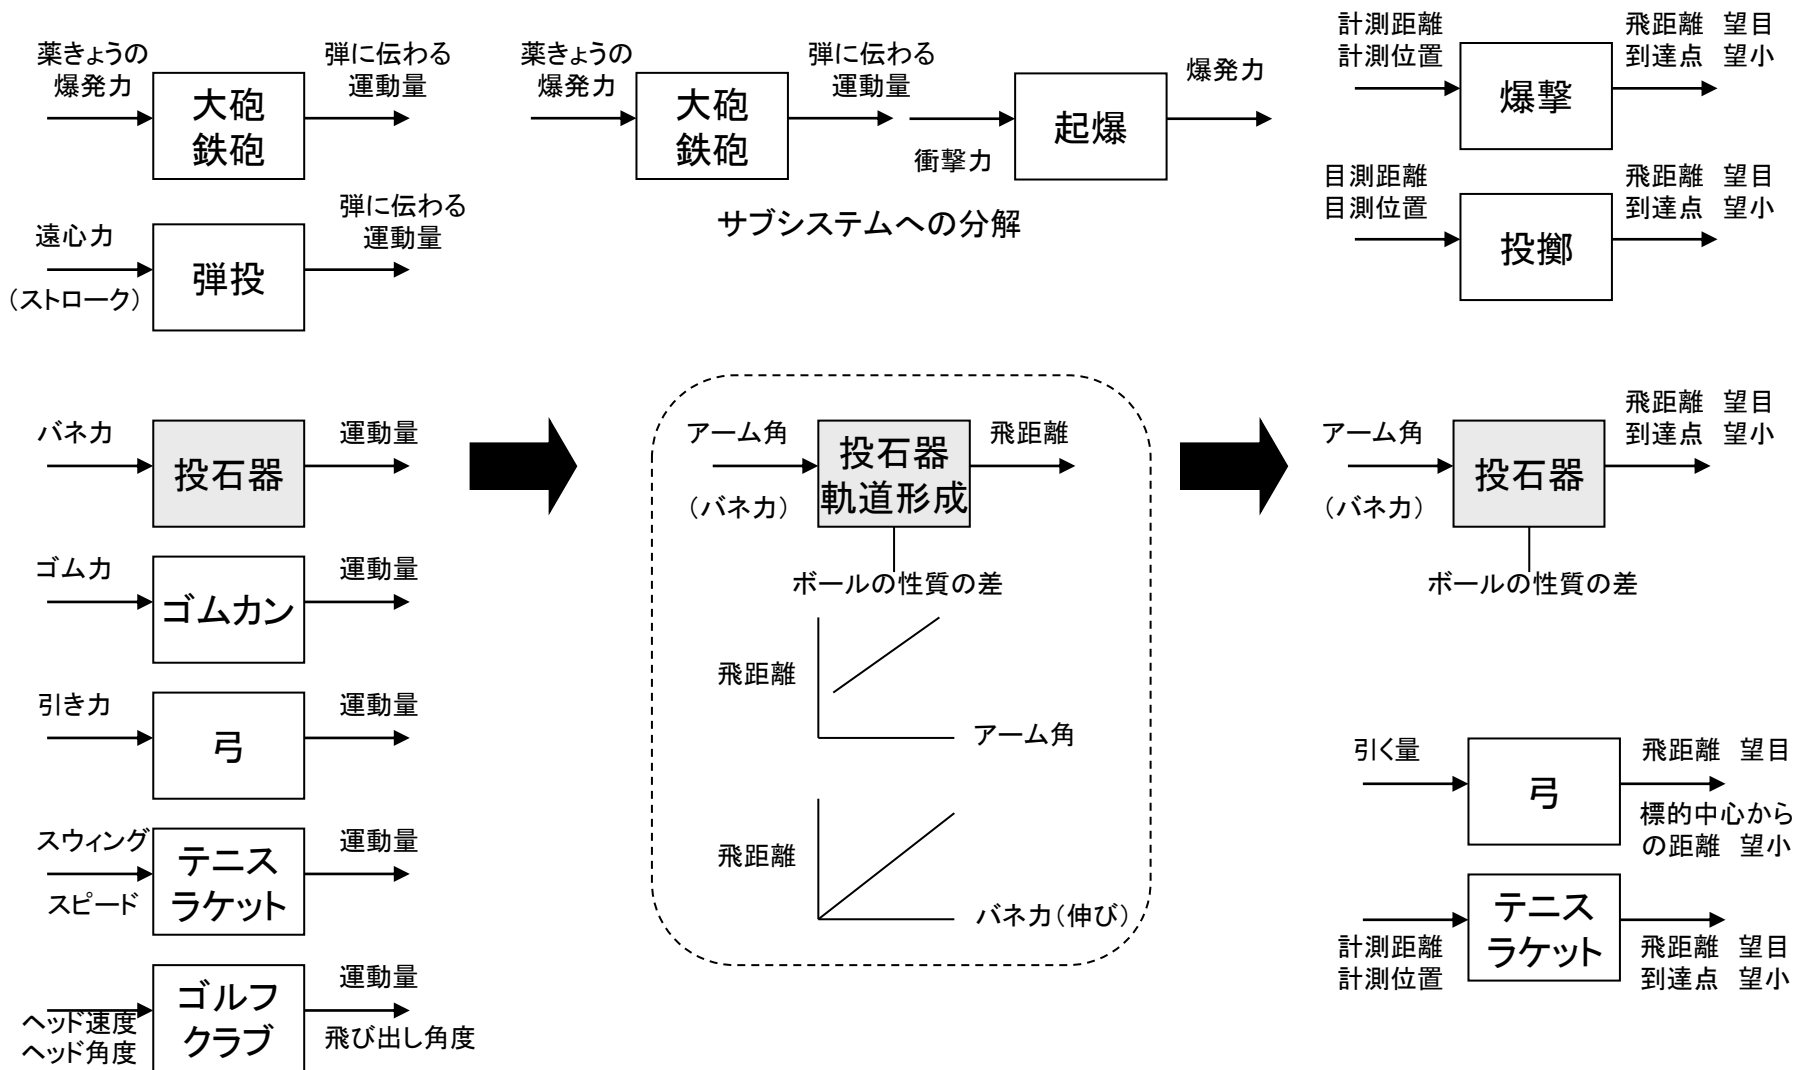 薬きょうの
爆発力
大砲
鉄砲
弾に伝わる
運動量
遠心力
（ストローク）
弾投
弾に伝わる
運動量
バネ力
投石器
運動量
ゴム力
ゴムカン
運動量
引き力
弓
運動量
スウィング
スピード
テニス
ラケット
運動量
ヘッド速度
ヘッド角度
ゴルフ
クラブ
運動量
飛び出し角度
薬きょうの
爆発力
大砲
鉄砲
弾に伝わる
運動量
衝撃力
起爆
爆発力
サブシステムへの分解
アーム角
（バネ力）
投石器
軌道形成
飛距離
ボールの性質の差
飛距離
アーム角
飛距離
バネ力（伸び）
計測距離
計測位置
爆撃
飛距離 望目
到達点 望小
目測距離
目測位置
投擲
飛距離 望目
到達点 望小
アーム角
（バネ力）
投石器
飛距離 望目
到達点 望小
ボールの性質の差
引く量
弓
飛距離 望目
標的中心から
の距離 望小
計測距離
計測位置
テニス
ラケット
飛距離 望目
到達点 望小